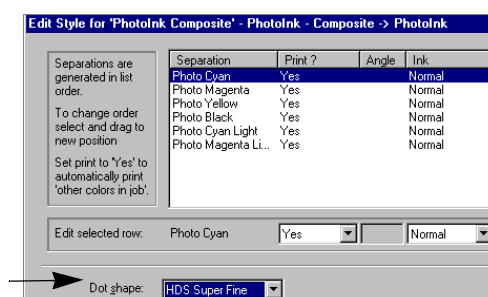 Edit Style for 'PhotoInk Composite' - PhotoInk - Composite -> PhotoInk
Separations are
generated in list
order.
To change order
select and drag to
new position
Set print to 'Yes' to
automatically print
'other colors in job'.
Separation Print ? Angle Ink
Photo Cyan Yes Normal
Photo Magenta Yes Normal
Photo Yellow Yes Normal
Photo Black Yes Normal
Photo Cyan Light Yes Normal
Photo Magenta Li... Yes Normal
Edit selected row: Photo Cyan Yes Normal
Dot shape: HDS Super Fine